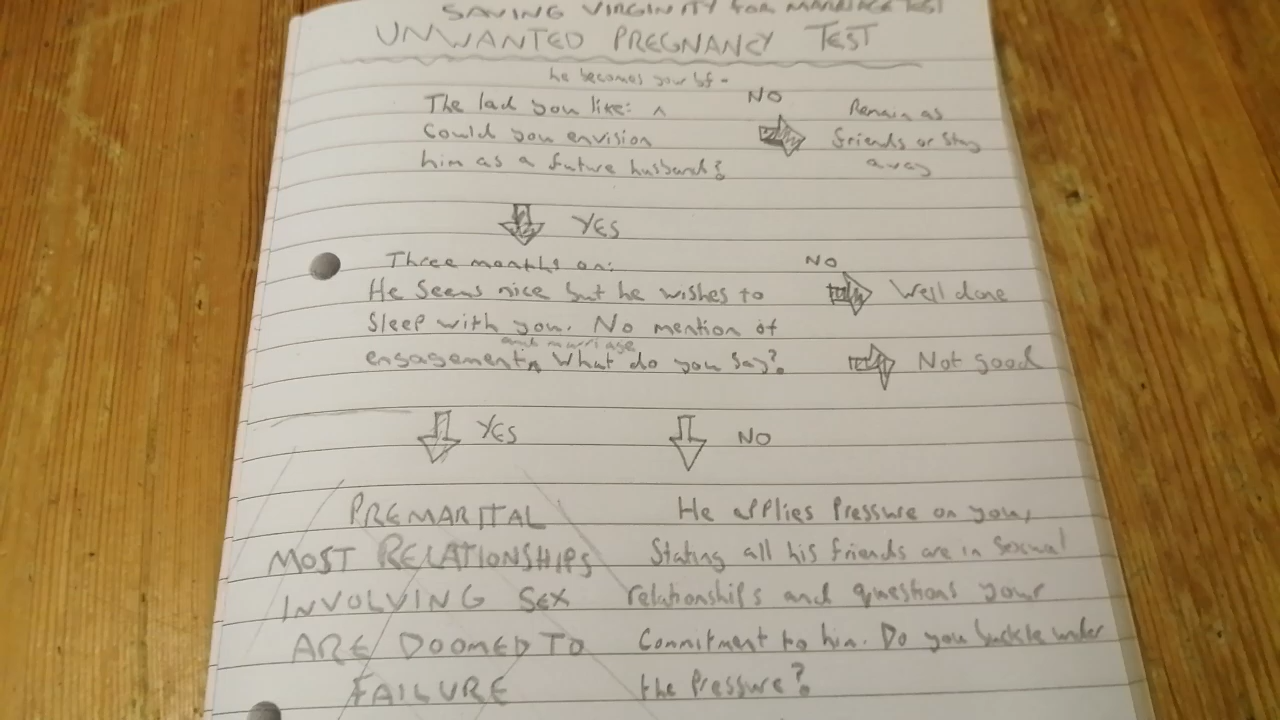 SAVING VIRGINITY FOR MARRIAGE TEST
UNWANTED PREGNANCY TEST
he becomes your bf -
The lad you like: ^
Could you envision
him as a future husband?
NO
Remain as
friends or stay
away
YES
Three months on:
He seems nice but he wishes to
sleep with you. No mention of
and marriage
engagement^. What do you say?
NO
Well done
Not good
YES
NO
PREMARITAL
MOST RELATIONSHIPS
INVOLVING SEX
ARE DOOMED TO
FAILURE
He applies pressure on you,
stating all his friends are in sexual
relationships and questions your
commitment to him. Do you buckle under
the pressure?